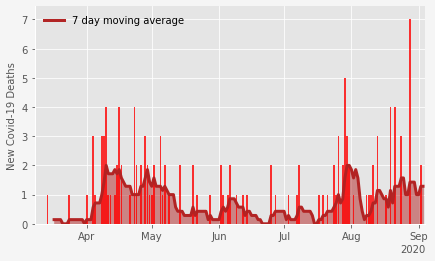 7 day moving average
New Covid-19 Deaths
7
6
5
4
3
2
1
0
Apr
May
Jun
Jul
Aug
Sep
2020